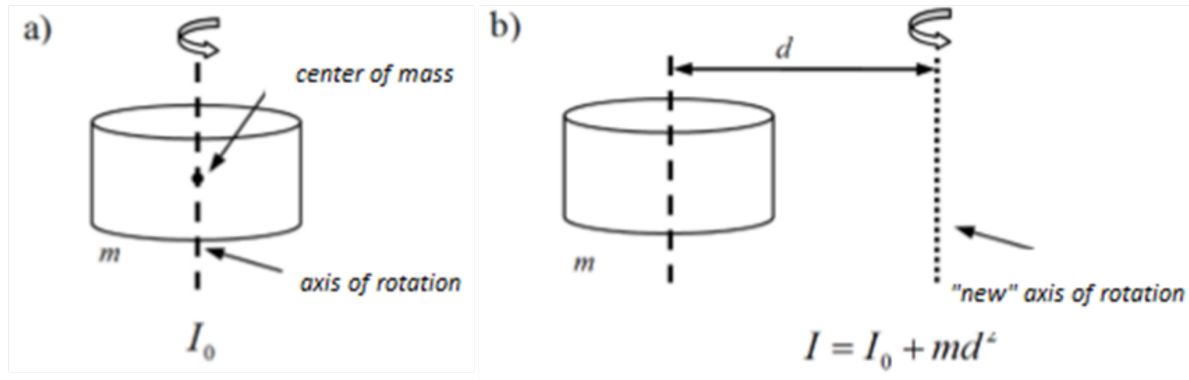 a)
center of mass
m
axis of rotation
I₀
b)
d
m
"new" axis of rotation
I = I₀ + md²